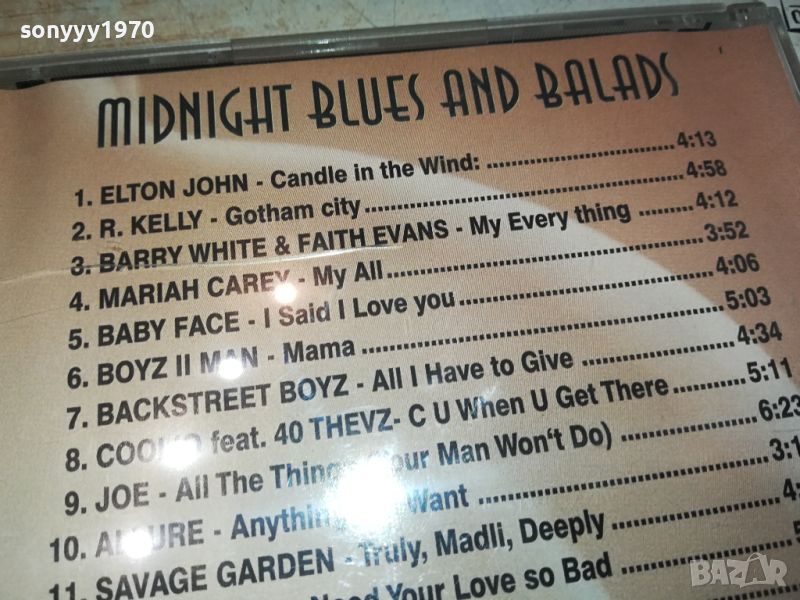 sonyyy1970
MIDNIGHT BLUES AND BALADS
1. ELTON JOHN - Candle in the Wind: 4:13
2. R. KELLY - Gotham city 4:58
3. BARRY WHITE & FAITH EVANS - My Every thing 4:12
4. MARIAH CAREY - My All 3:52
5. BABY FACE - I Said I Love you 4:06
6. BOYZ II MAN - Mama 5:03
7. BACKSTREET BOYZ - All I Have to Give 4:34
8. feat. 40 THEVZ- C U When U Get There 5:11
9. JOE - All The Man Won't Do) 6:23
10. - Want
11. SAVAGE GARDEN - Truly, Madli, Deeply
Need Your Love so Bad
BAZAR